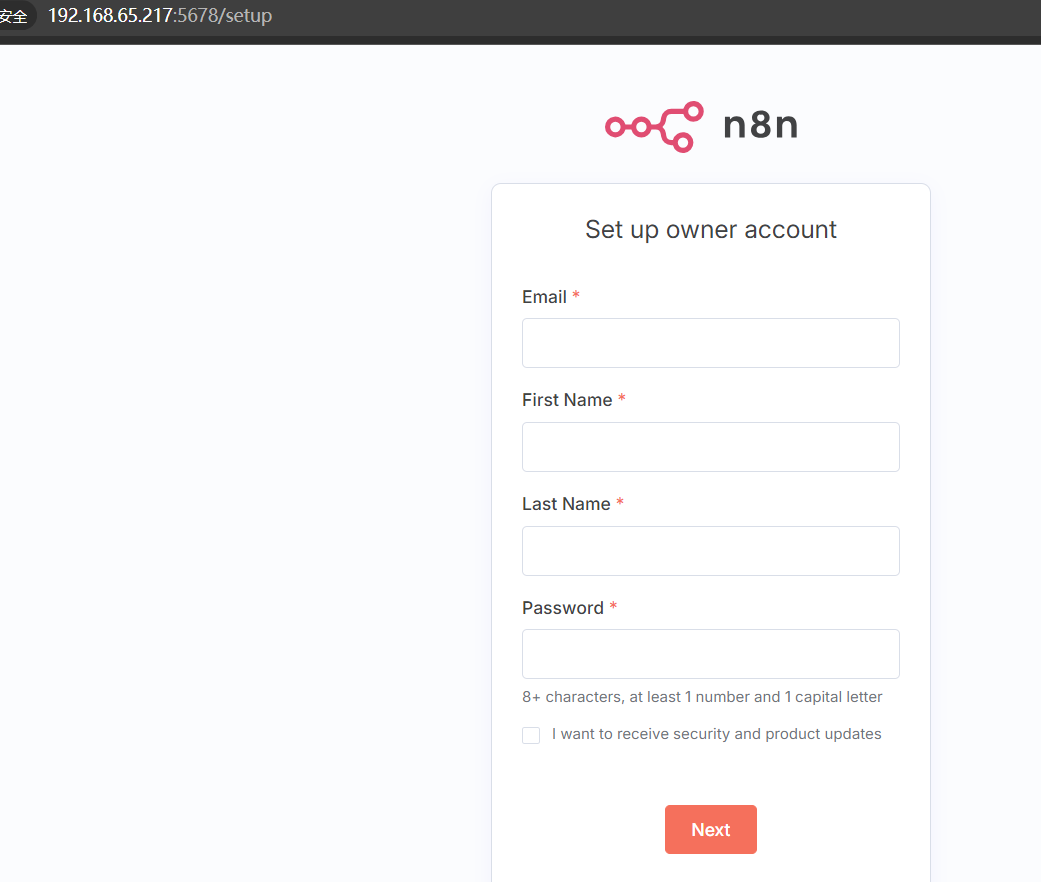 安全 192.168.65.217:5678/setup
n8n
Set up owner account
Email *
First Name *
Last Name *
Password *
8+ characters, at least 1 number and 1 capital letter
I want to receive security and product updates
Next